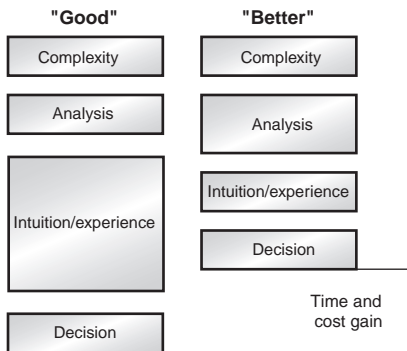 "Good"
Complexity
Analysis
Intuition/experience
Decision
"Better"
Complexity
Analysis
Intuition/experience
Decision
Time and
cost gain